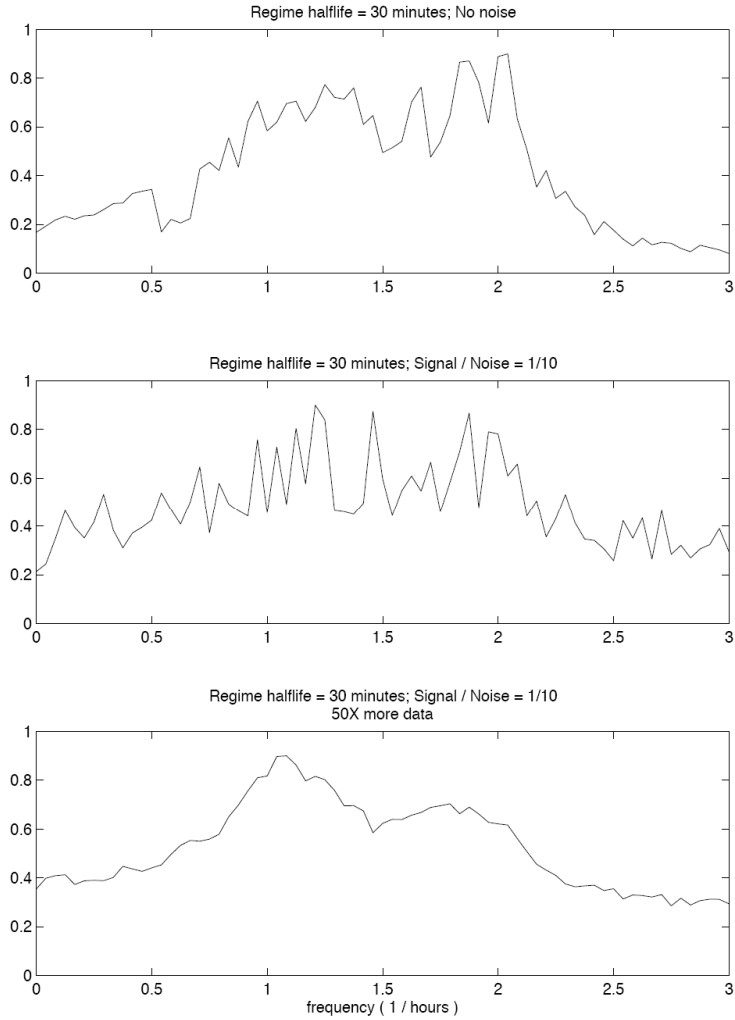 Regime halflife = 30 minutes; No noise
1
0.8
0.6
0.4
0.2
0
0 0.5 1 1.5 2 2.5 3
Regime halflife = 30 minutes; Signal / Noise = 1/10
1
0.8
0.6
0.4
0.2
0
0 0.5 1 1.5 2 2.5 3
Regime halflife = 30 minutes; Signal / Noise = 1/10
50X more data
1
0.8
0.6
0.4
0.2
0
0 0.5 1 1.5 2 2.5 3
frequency ( 1 / hours )